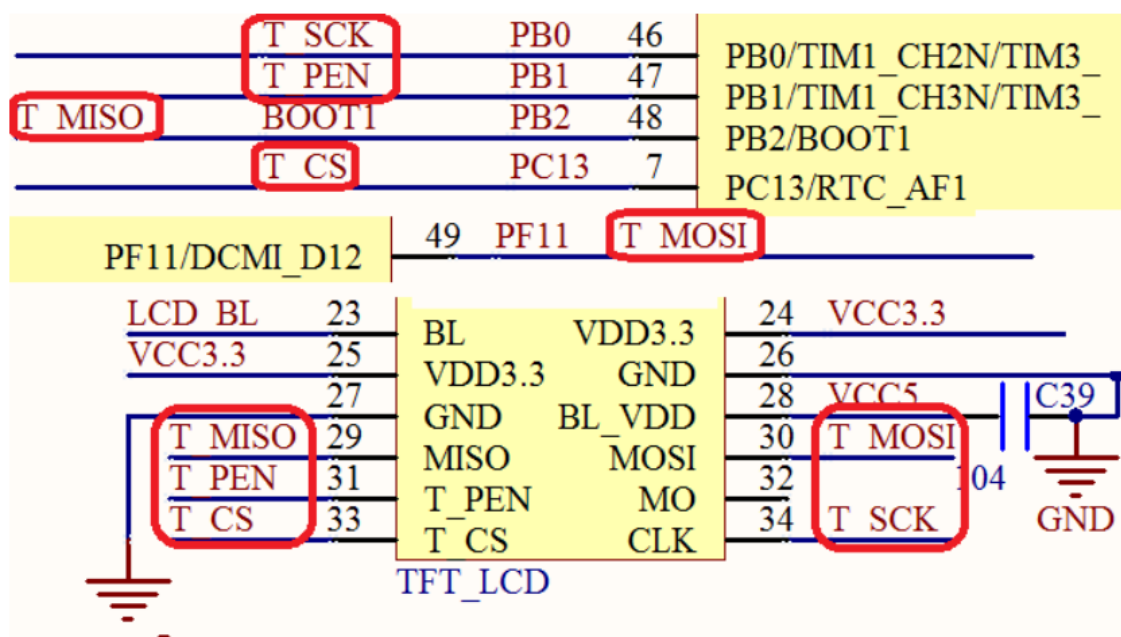 T_SCK PB0 46
T_PEN PB1 47
T_MISO BOOT1 PB2 48
T_CS PC13 7
PB0/TIM1_CH2N/TIM3_
PB1/TIM1_CH3N/TIM3_
PB2/BOOT1
PC13/RTC_AF1
PF11/DCMI_D12 49 PF11 T_MOSI
LCD_BL 23 BL VDD3.3 24 VCC3.3
VCC3.3 25 VDD3.3 GND 26
27 GND BL_VDD 28 VCC5 C39
T_MISO 29 MISO MOSI 30 T_MOSI
T_PEN 31 T_PEN MO 32 104
T_CS 33 T_CS CLK 34 T_SCK GND
TFT_LCD